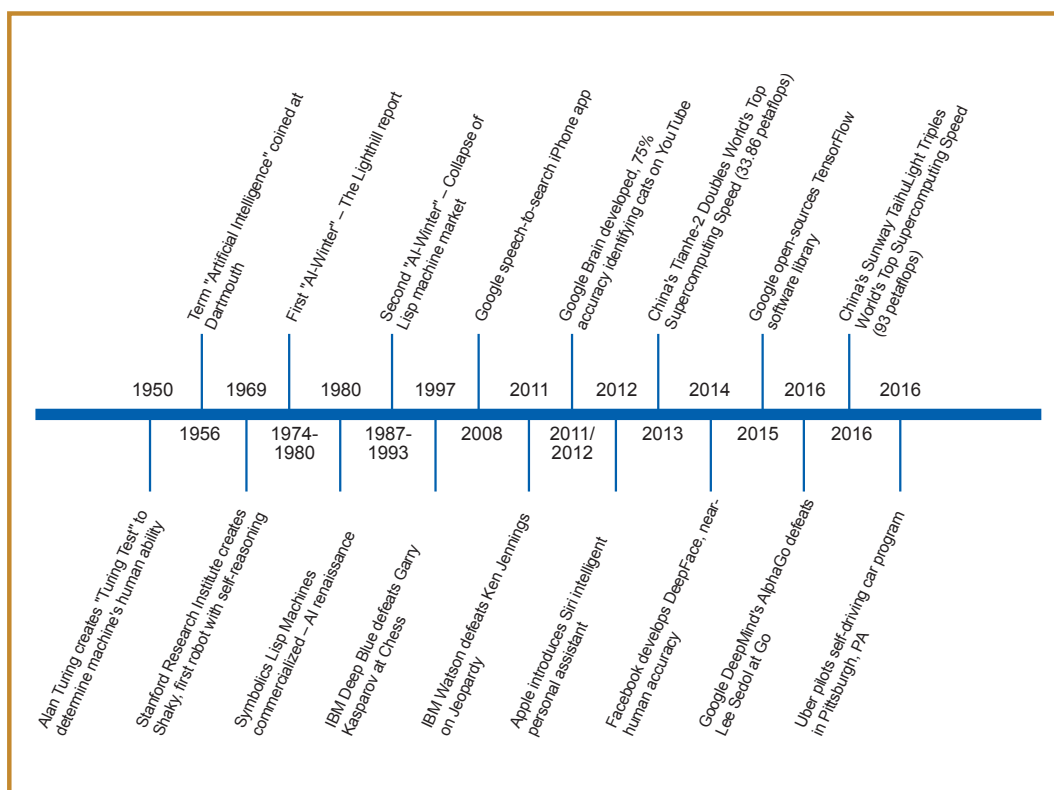 Term "Artificial Intelligence" coined at
Dartmouth
First "AI-Winter" – The Lighthill report
Second "AI-Winter" – Collapse of
Lisp machine market
Google speech-to-search iPhone app
Google Brain developed, 75%
accuracy identifying cats on YouTube
China's Tianhe-2 Doubles World's Top
Supercomputing Speed (33.86 petaflops)
Google open-sources TensorFlow
software library
China's Sunway TaihuLight Triples
World's Top Supercomputing Speed
(93 petaflops)
1950
1969
1980
1997
2011
2012
2014
2016
2016
1956
1974-
1980
1987-
1993
2008
2011/
2012
2013
2015
2016
Alan Turing creates "Turing Test" to
determine machine's human ability
Stanford Research Institute creates
Shaky, first robot with self-reasoning
Symbolics Lisp Machines
commercialized – AI renaissance
IBM Deep Blue defeats Garry
Kasparov at Chess
IBM Watson defeats Ken Jennings
on Jeopardy
Apple introduces Siri intelligent
personal assistant
Facebook develops DeepFace, near-
human accuracy
Google DeepMind's AlphaGo defeats
Lee Sedol at Go
Uber pilots self-driving car program
in Pittsburgh, PA